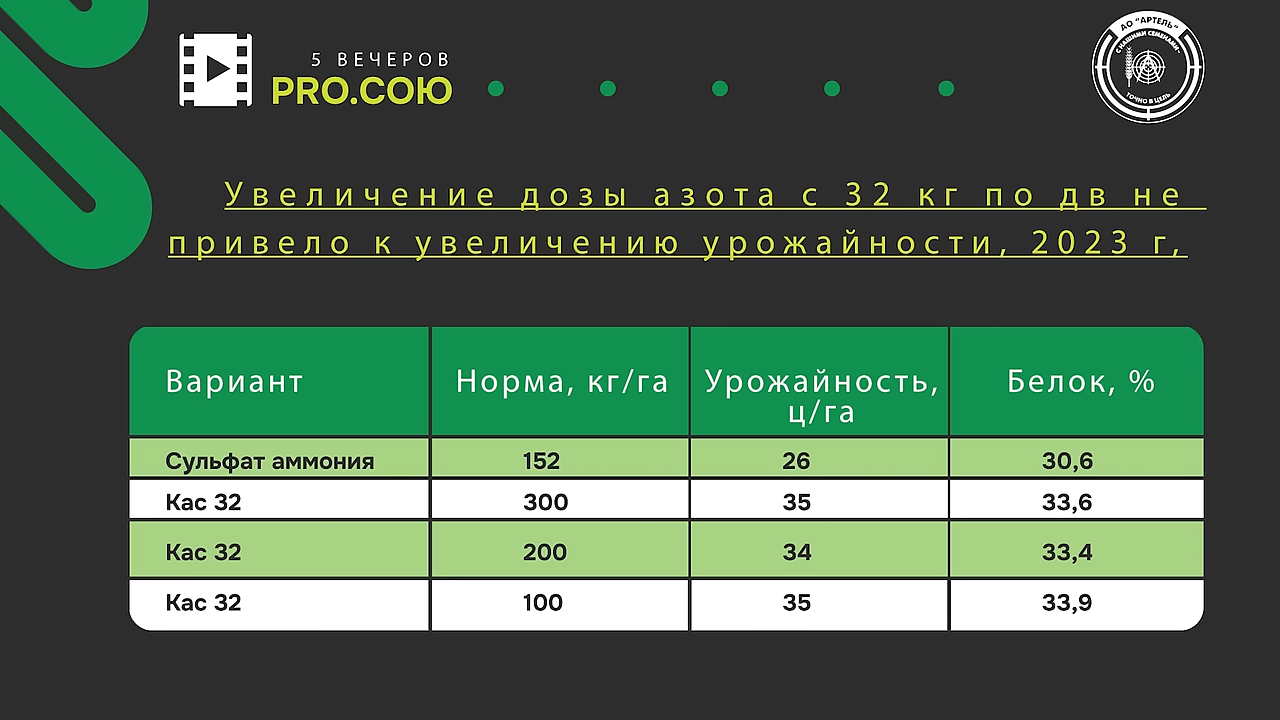 5 ВЕЧЕРОВ
PRO.СОЮ
АО "АРТЕЛЬ"
С НАШИМИ СЕМЕНАМИ-
ТОЧНО В ЦЕЛЬ
Увеличение дозы азота с 32 кг по дв не
привело к увеличению урожайности, 2023 г,
Вариант Норма, кг/га Урожайность, ц/га Белок, %
Сульфат аммония 152 26 30,6
Кас 32 300 35 33,6
Кас 32 200 34 33,4
Кас 32 100 35 33,9